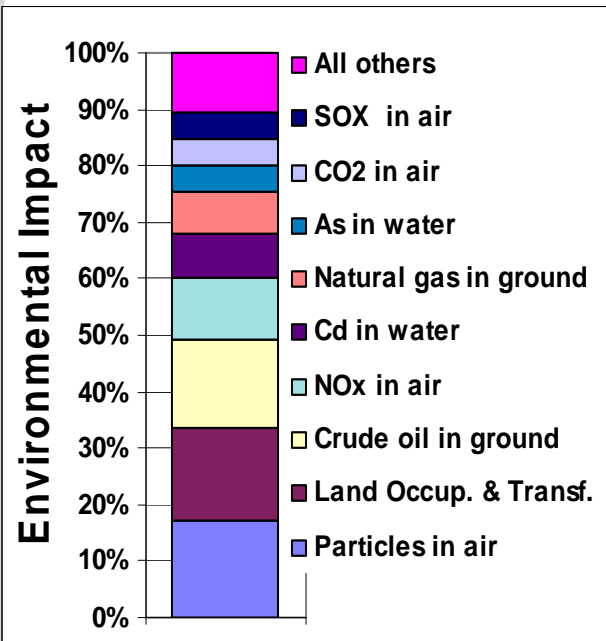 Environmental Impact
100%
90%
80%
70%
60%
50%
40%
30%
20%
10%
0%
All others
SOX in air
CO2 in air
As in water
Natural gas in ground
Cd in water
NOx in air
Crude oil in ground
Land Occup. & Transf.
Particles in air